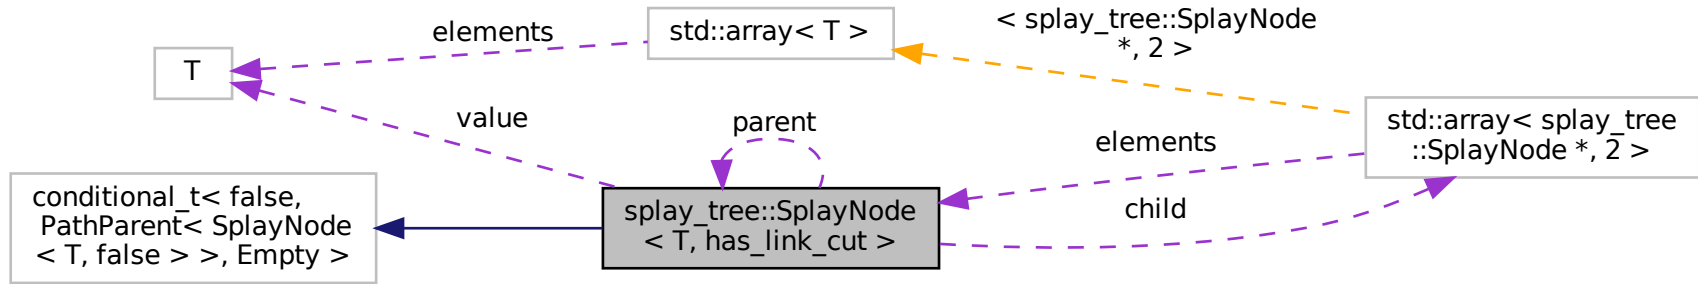 < splay_tree::SplayNode
*, 2 >
elements
std::array< T >
T
value
parent
elements
std::array< splay_tree
::SplayNode *, 2 >
conditional_t< false,
PathParent< SplayNode
< T, false > >, Empty >
splay_tree::SplayNode
< T, has_link_cut >
child